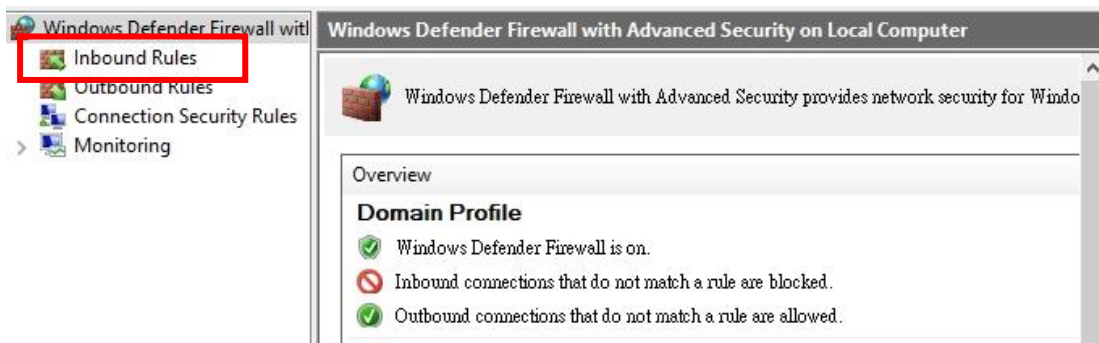 Windows Defender Firewall witl
Inbound Rules
Outbound Rules
Connection Security Rules
Monitoring
Windows Defender Firewall with Advanced Security on Local Computer
Windows Defender Firewall with Advanced Security provides network security for Windo
Overview
Domain Profile
Windows Defender Firewall is on.
Inbound connections that do not match a rule are blocked.
Outbound connections that do not match a rule are allowed.